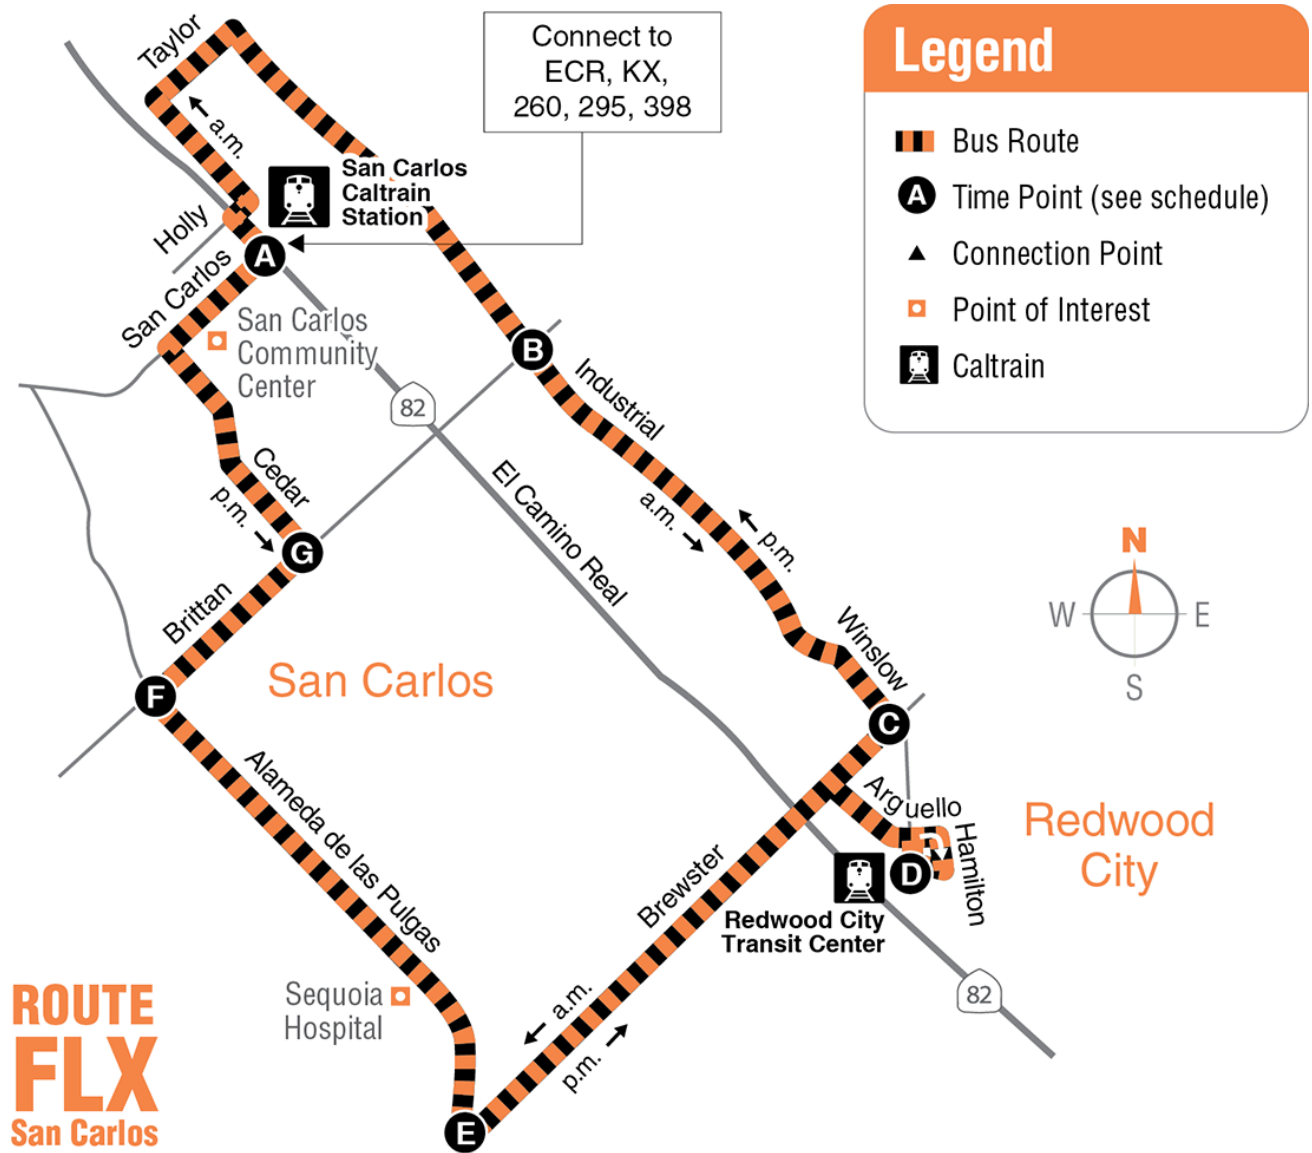 Taylor
a.m.
Connect to
ECR, KX,
260, 295, 398
Legend
Bus Route
A
Time Point (see schedule)
Connection Point
Point of Interest
Caltrain
San Carlos
Caltrain
Station
Holly
A
San Carlos
San Carlos
Community
Center
82
B
Industrial
Cedar
p.m.
G
El Camino Real
a.m.
p.m.
N
W
E
S
Brittan
F
San Carlos
Winslow
C
Arguello
Hamilton
D
Redwood
City
Alameda de las Pulgas
Brewster
Redwood City
Transit Center
82
Sequoia
Hospital
a.m.
p.m.
E
ROUTE
FLX
San Carlos